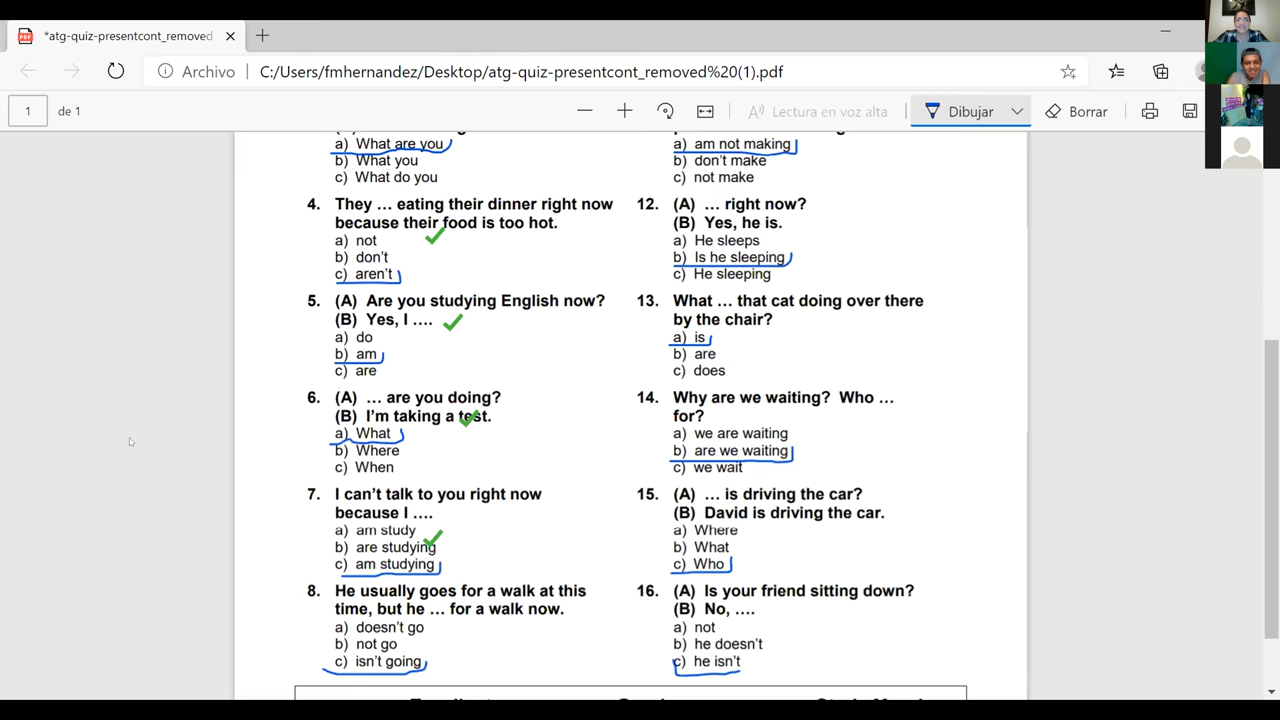 *atg-quiz-presentcont_removed
Archivo
C:/Users/fmhernandez/Desktop/atg-quiz-presentcont_removed%20(1).pdf
1
de 1
Lectura en voz alta
Dibujar
Borrar
a) What are you
b) What you
c) What do you
4. They … eating their dinner right now
because their food is too hot.
a) not
b) don't
c) aren't
5. (A) Are you studying English now?
(B) Yes, I ….
a) do
b) am
c) are
6. (A) … are you doing?
(B) I'm taking a test.
a) What
b) Where
c) When
7. I can't talk to you right now
because I ….
a) am study
b) are studying
c) am studying
8. He usually goes for a walk at this
time, but he … for a walk now.
a) doesn't go
b) not go
c) isn't going
a) am not making
b) don't make
c) not make
12. (A) … right now?
(B) Yes, he is.
a) He sleeps
b) Is he sleeping
c) He sleeping
13. What … that cat doing over there
by the chair?
a) is
b) are
c) does
14. Why are we waiting? Who …
for?
a) we are waiting
b) are we waiting
c) we wait
15. (A) … is driving the car?
(B) David is driving the car.
a) Where
b) What
c) Who
16. (A) Is your friend sitting down?
(B) No, ….
a) not
b) he doesn't
c) he isn't